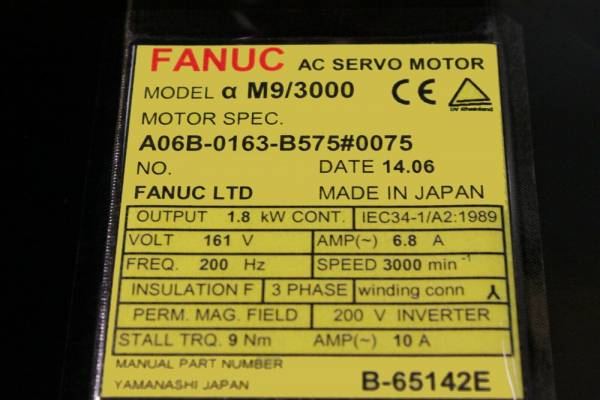 FANUC AC SERVO MOTOR
MODEL α M9/3000 CE
MOTOR SPEC.
A06B-0163-B575#0075
NO. DATE 14.06
FANUC LTD MADE IN JAPAN
OUTPUT 1.8 kW CONT. IEC34-1/A2:1989
VOLT 161 V AMP(~) 6.8 A
FREQ. 200 Hz SPEED 3000 min⁻¹
INSULATION F 3 PHASE winding conn
PERM. MAG. FIELD 200 V INVERTER
STALL TRQ. 9 Nm AMP(~) 10 A
MANUAL PART NUMBER
YAMANASHI JAPAN B-65142E